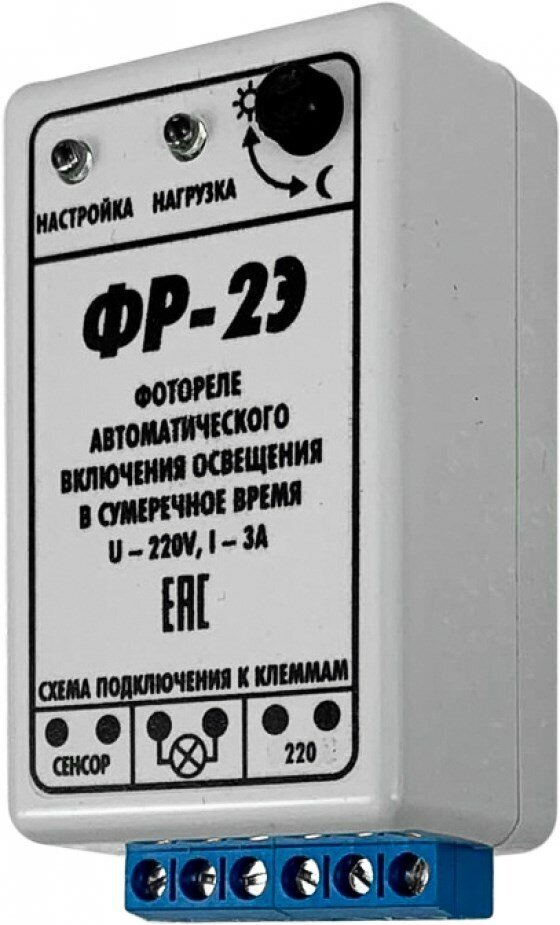 НАСТРОЙКА НАГРУЗКА
ФР-2Э
ФОТОРЕЛЕ
АВТОМАТИЧЕСКОГО
ВКЛЮЧЕНИЯ ОСВЕЩЕНИЯ
В СУМЕРЕЧНОЕ ВРЕМЯ
U – 220V, I – 3A
EAC
СХЕМА ПОДКЛЮЧЕНИЯ К КЛЕММАМ
СЕНСОР 220